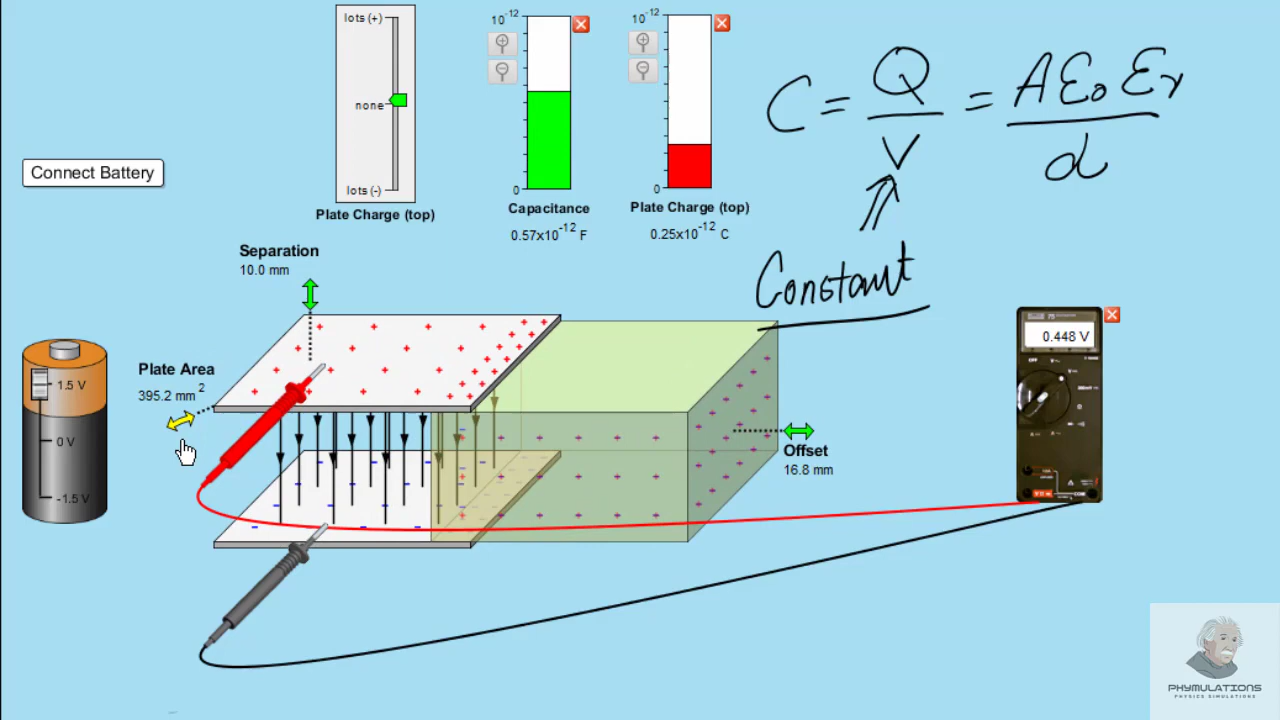 lots (+)
none
lots (-)
Plate Charge (top)
10-12
0
Capacitance
0.57x10-12 F
10-12
0
Plate Charge (top)
0.25x10-12 C
C = Q/V = Aε₀εᵣ/d
Constant
Connect Battery
Separation
10.0 mm
1.5 V
0 V
-1.5 V
Plate Area
395.2 mm2
Offset
16.8 mm
0.448 V
PHYMULATIONS
PHYSICS SIMULATIONS